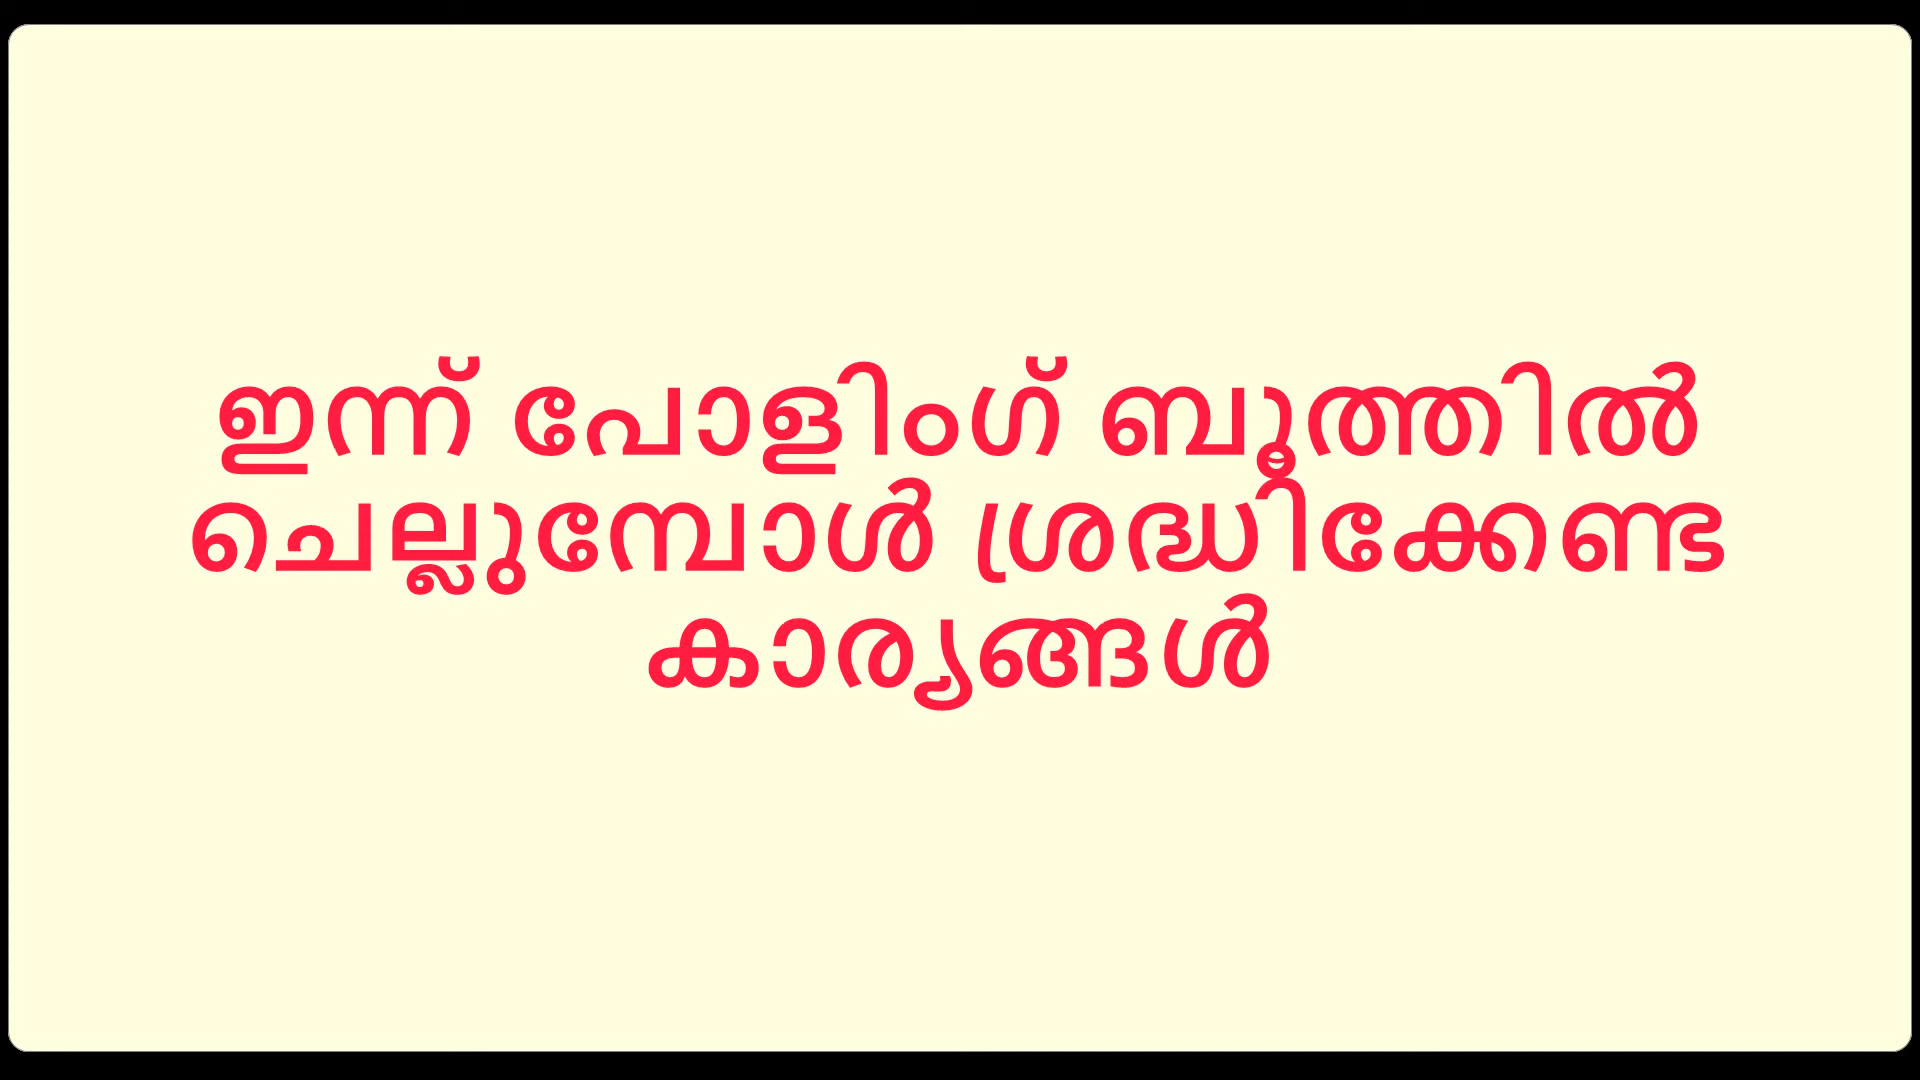 ഇന്ന് പോളിംഗ് ബൂത്തിൽ
ചെല്ലുമ്പോൾ ശ്രദ്ധിക്കേണ്ട
കാര്യങ്ങൾ